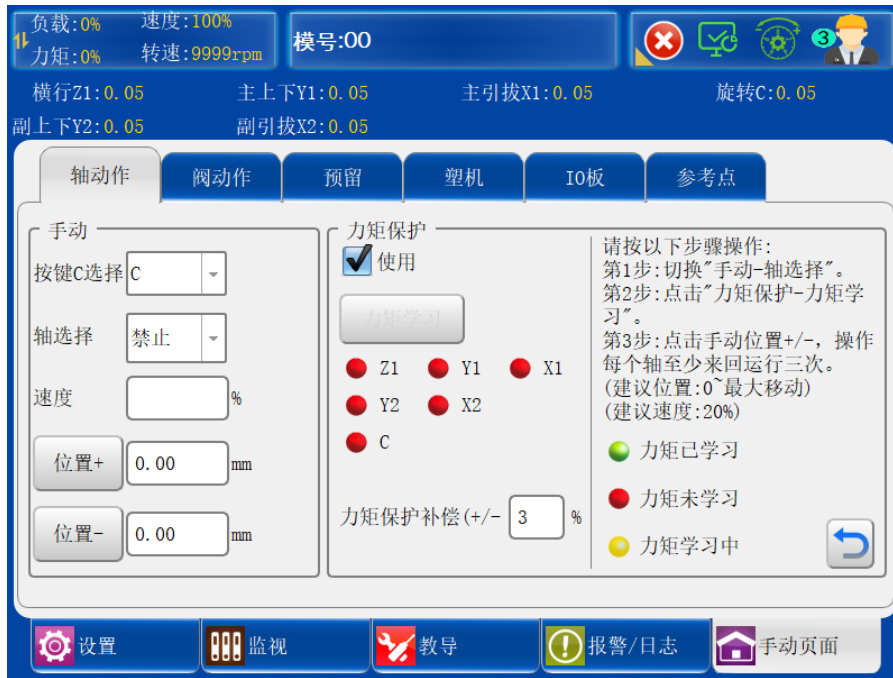 负载:0% 速度:100%
力矩:0% 转速:9999rpm
模号:00
3
横行Z1:0.05 主上下Y1:0.05 主引拔X1:0.05 旋转C:0.05
副上下Y2:0.05 副引拔X2:0.05
轴动作 阀动作 预留 塑机 IO板 参考点
手动
按键C选择 C
轴选择 禁止
速度 %
位置+ 0.00 mm
位置- 0.00 mm
力矩保护
使用
力矩学习
Z1 Y1 X1
Y2 X2
C
力矩保护补偿(+/- 3 %
请按以下步骤操作:
第1步:切换"手动-轴选择"。
第2步:点击"力矩保护-力矩学
习"。
第3步:点击手动位置+/-, 操作
每个轴至少来回运行三次。
(建议位置:0~最大移动)
(建议速度:20%)
力矩已学习
力矩未学习
力矩学习中
设置 监视 教导 报警/日志 手动页面